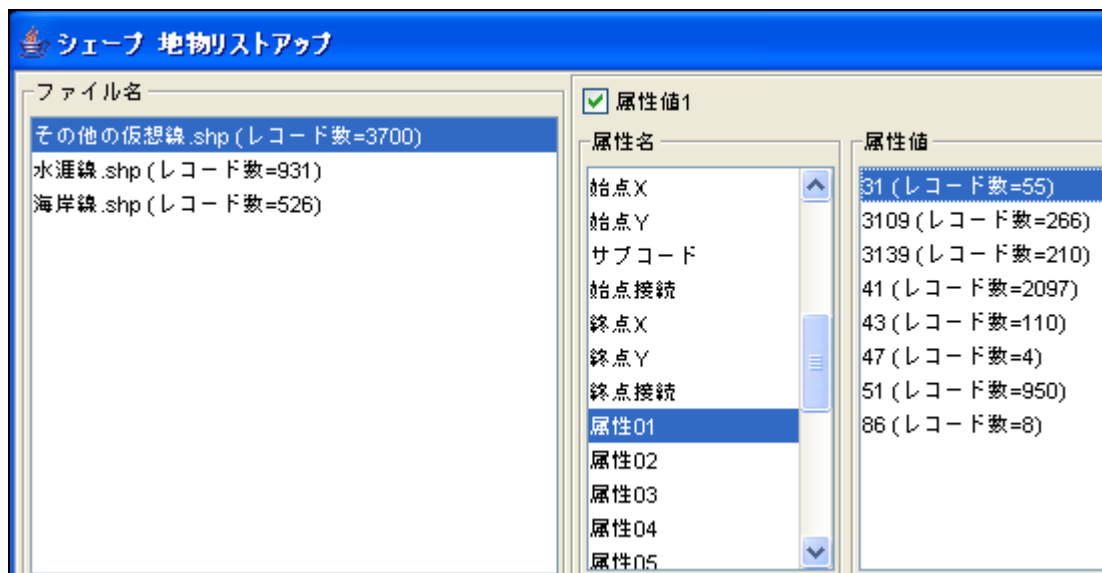 シェープ 地物リストアップ
ファイル名
その他の仮想線.shp (レコード数=3700)
水涯線.shp (レコード数=931)
海岸線.shp (レコード数=526)
属性値1
属性名
始点X
始点Y
サブコード
始点接続
終点X
終点Y
終点接続
属性01
属性02
属性03
属性04
属性05
属性値
31 (レコード数=55)
3109 (レコード数=266)
3139 (レコード数=210)
41 (レコード数=2097)
43 (レコード数=110)
47 (レコード数=4)
51 (レコード数=950)
86 (レコード数=8)